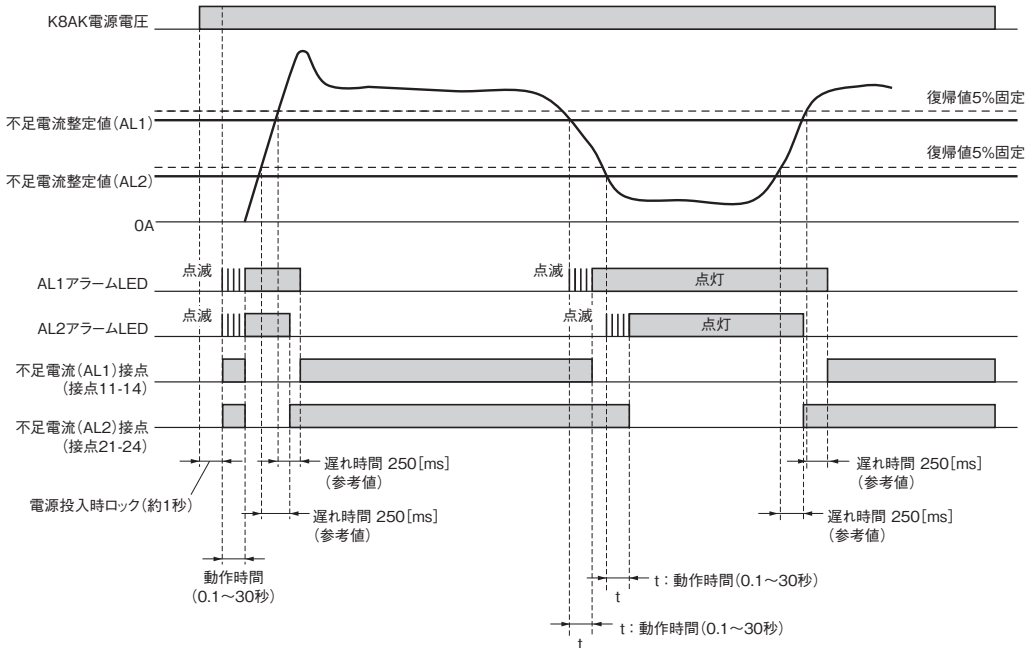 K8AK電源電圧
復帰値5%固定
不足電流整定値(AL1)
復帰値5%固定
不足電流整定値(AL2)
0A
点滅
点滅
AL1アラームLED
点灯
点滅
点滅
AL2アラームLED
点灯
不足電流(AL1)接点
(接点11-14)
不足電流(AL2)接点
(接点21-24)
遅れ時間 250[ms]
(参考値)
遅れ時間 250[ms]
(参考値)
電源投入時ロック(約1秒)
遅れ時間 250[ms]
(参考値)
遅れ時間 250[ms]
(参考値)
動作時間
(0.1〜30秒)
t:動作時間(0.1〜30秒)
t
t:動作時間(0.1〜30秒)
t